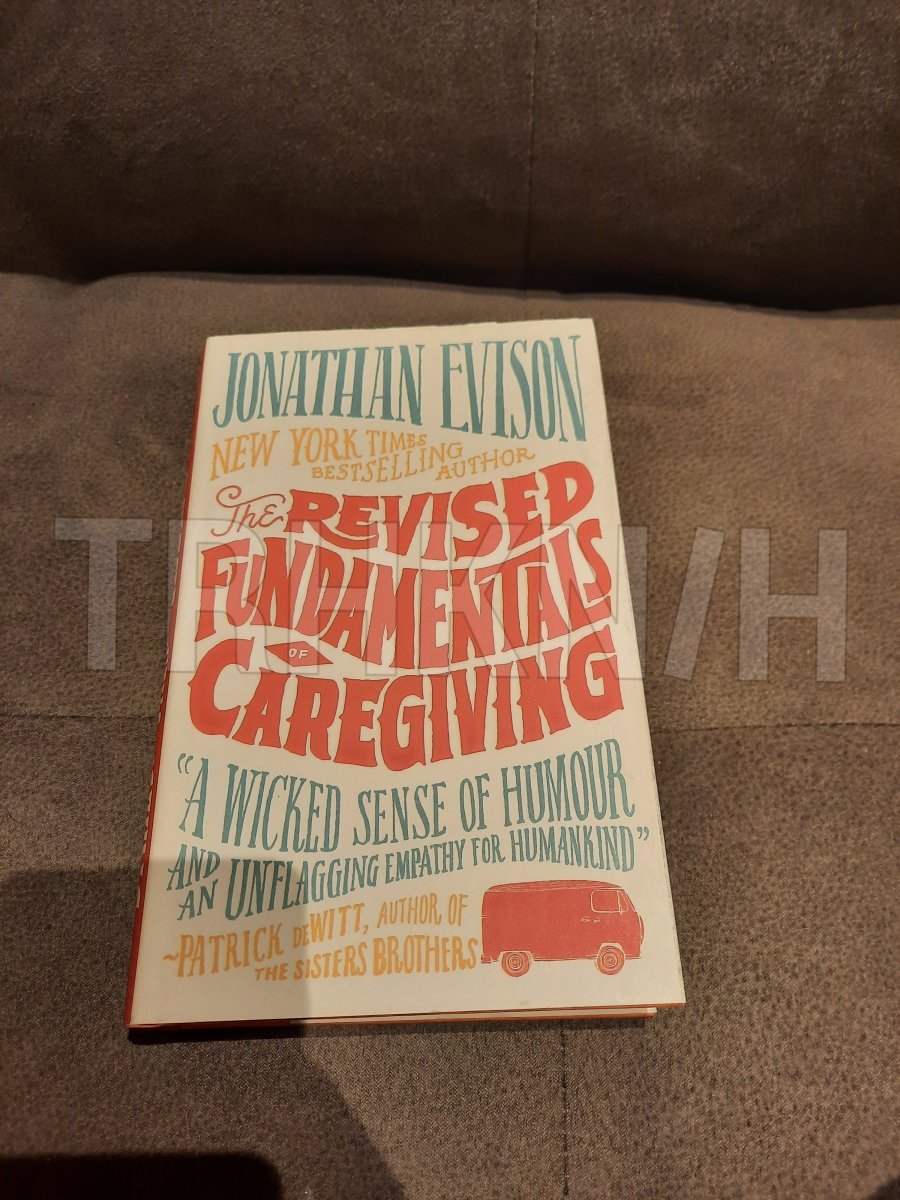 JONATHAN EVISON
NEW YORK TIMES
BESTSELLING AUTHOR
The REVISED
FUNDAMENTALS
OF
CAREGIVING
"A WICKED SENSE OF HUMOUR
AND AN UNFLAGGING EMPATHY FOR HUMANKIND"
~PATRICK DEWITT, AUTHOR OF
THE SISTERS BROTHERS
TRHKN/H